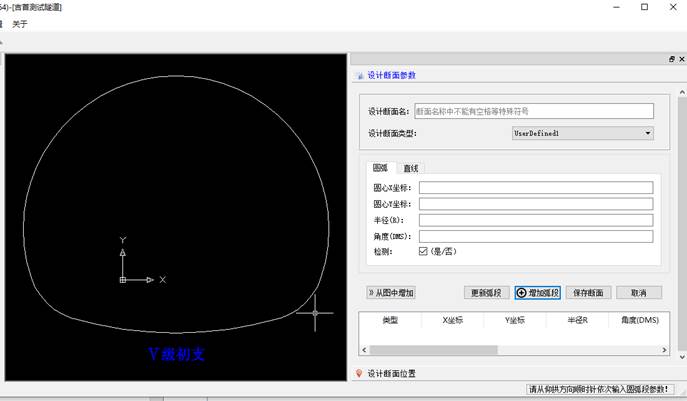 64)-[吉首测试隧道]
关于
设计断面参数
设计断面名: 断面名称中不能有空格等特殊符号
设计断面类型: UserDefined1
圆弧 直线
圆心X坐标:
圆心Y坐标:
半径(R):
角度(DMS):
检测: (是/否)
Y
X
V级初支
从图中增加 更新弧段 增加弧段 保存断面 取消
类型 X坐标 Y坐标 半径R 角度(DMS)
设计断面位置
请从仰拱方向顺时针依次输入圆弧段参数!